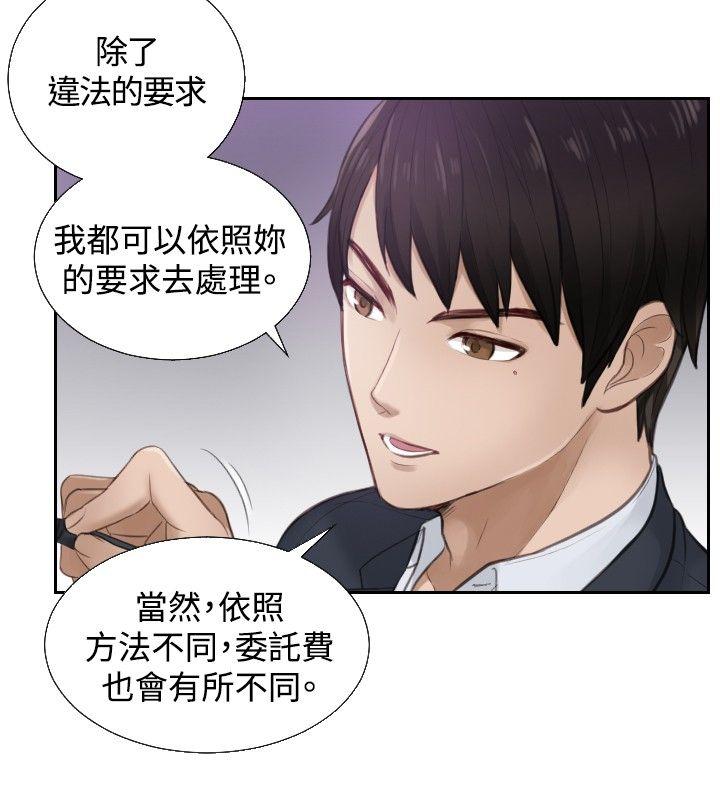 除了
違法的要求
我都可以依照妳
的要求去處理。
當然，依照
方法不同，委託費
也會有所不同。